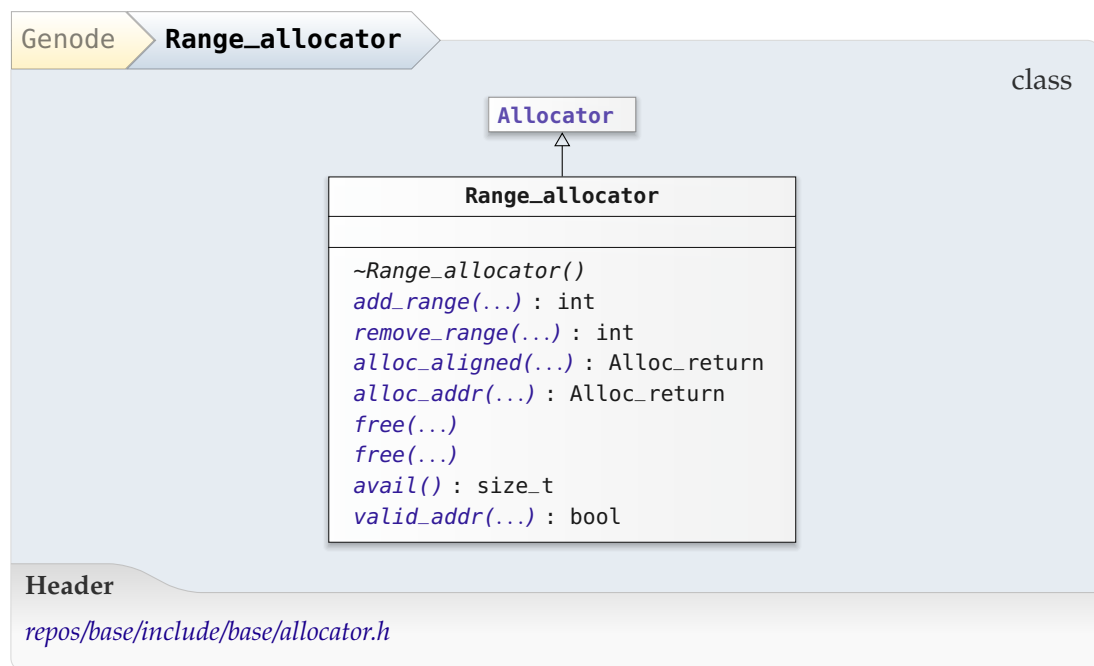 Genode Range_allocator
class
Allocator
Range_allocator
~Range_allocator()
add_range(...) : int
remove_range(...) : int
alloc_aligned(...) : Alloc_return
alloc_addr(...) : Alloc_return
free(...)
free(...)
avail() : size_t
valid_addr(...) : bool
Header
repos/base/include/base/allocator.h